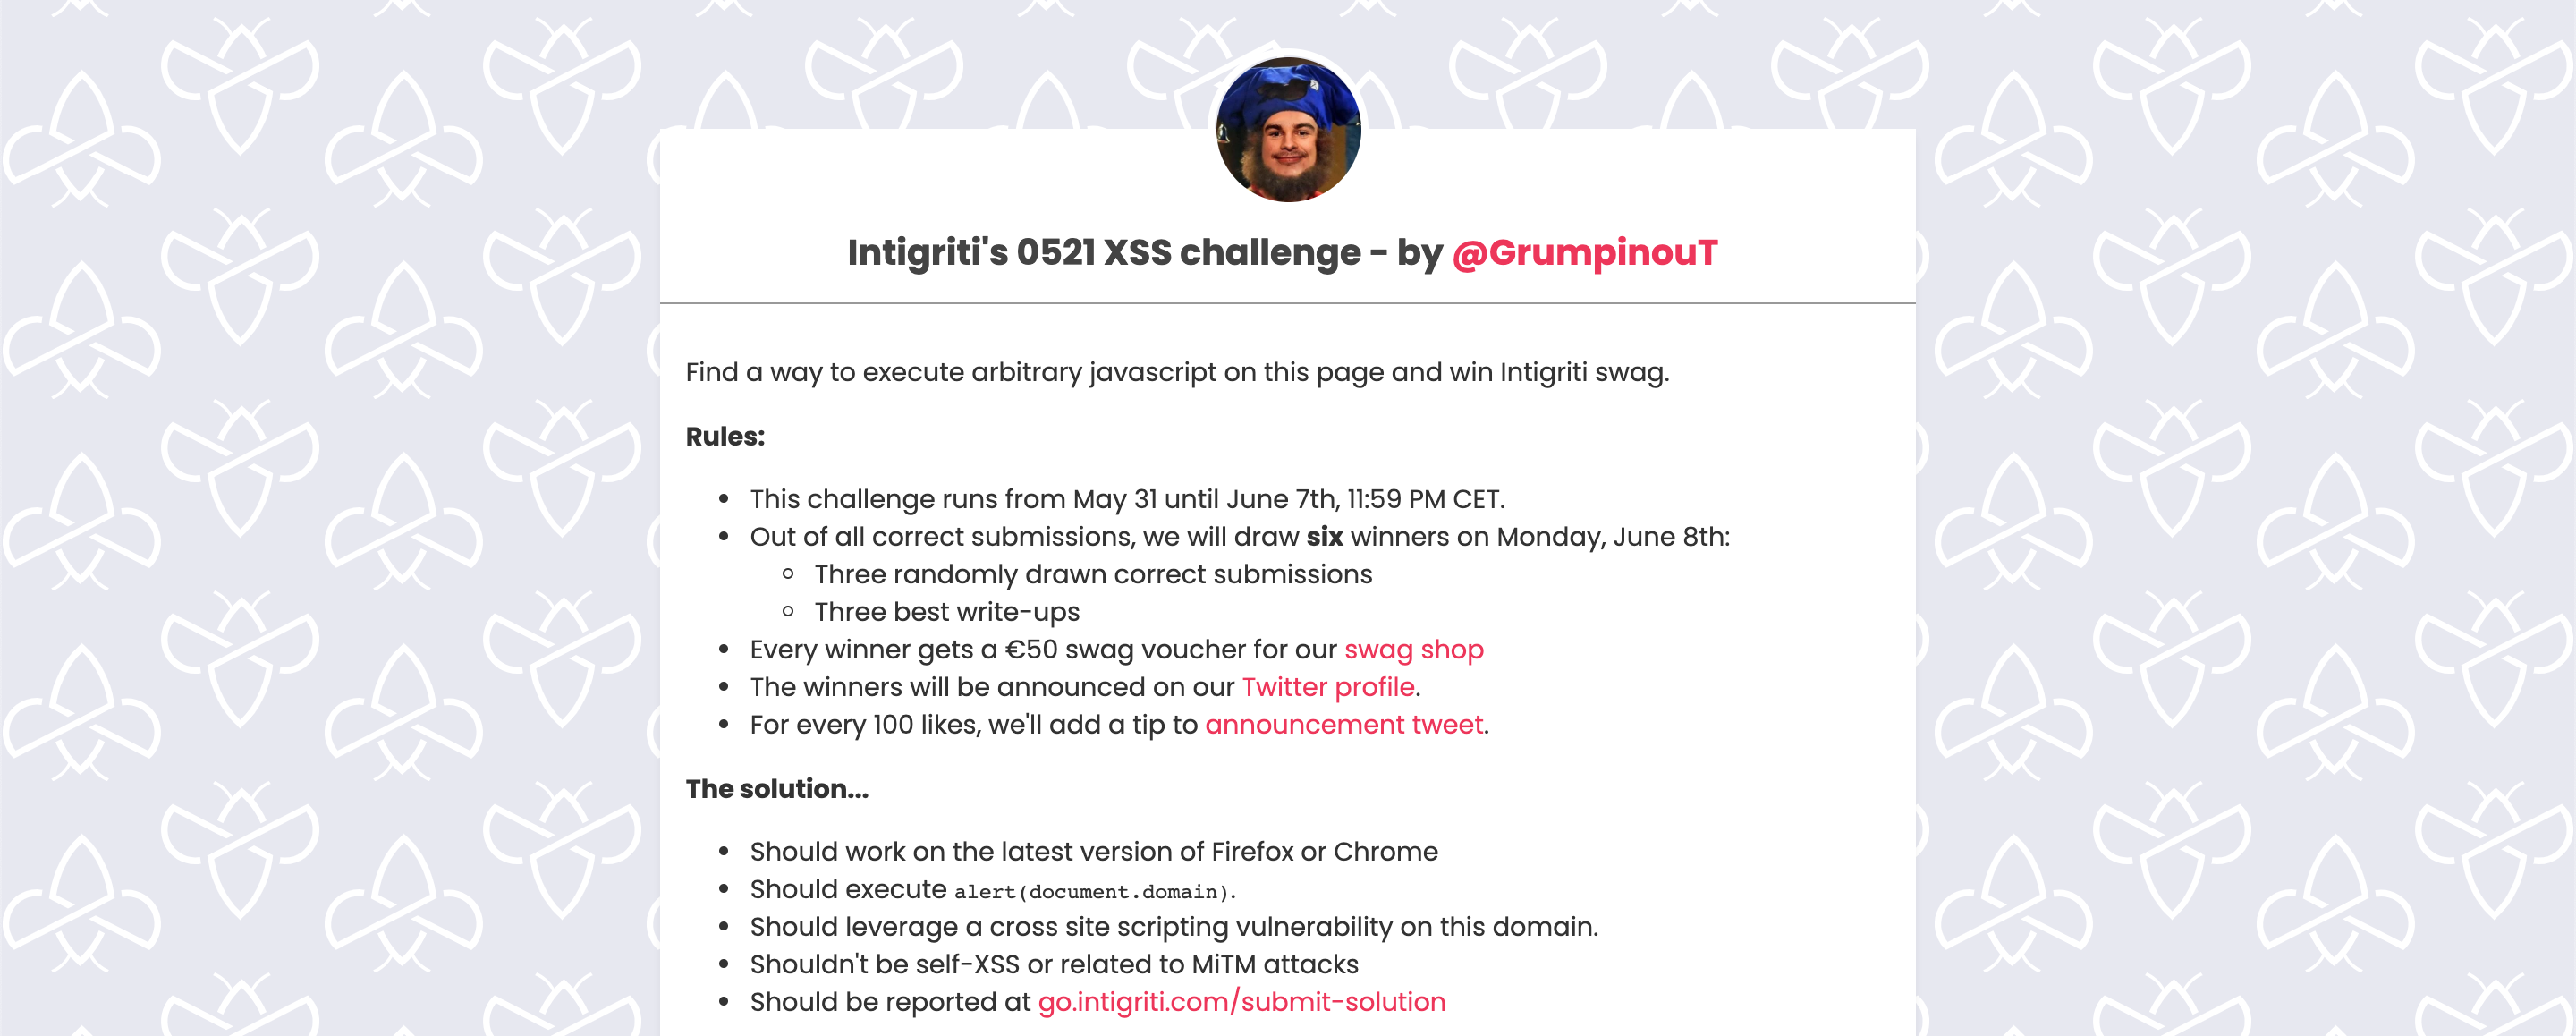 Intigriti's 0521 XSS challenge - by @GrumpinouT
Find a way to execute arbitrary javascript on this page and win Intigriti swag.
Rules:
This challenge runs from May 31 until June 7th, 11:59 PM CET.
Out of all correct submissions, we will draw six winners on Monday, June 8th:
Three randomly drawn correct submissions
Three best write-ups
Every winner gets a €50 swag voucher for our swag shop
The winners will be announced on our Twitter profile.
For every 100 likes, we'll add a tip to announcement tweet.
The solution...
Should work on the latest version of Firefox or Chrome
Should execute alert(document.domain).
Should leverage a cross site scripting vulnerability on this domain.
Shouldn't be self-XSS or related to MiTM attacks
Should be reported at go.intigriti.com/submit-solution